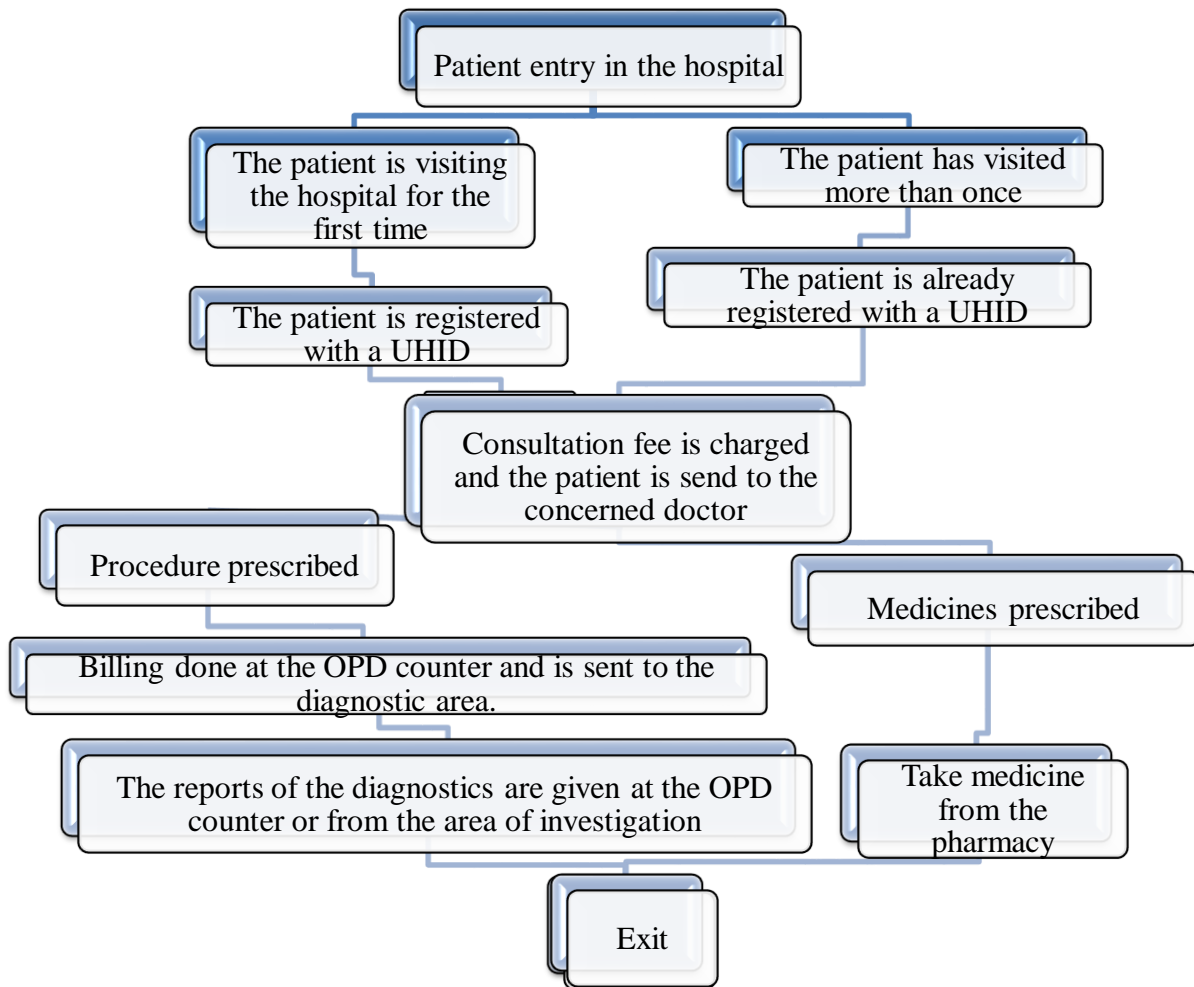 Patient entry in the hospital
The patient is visiting
the hospital for the
first time
The patient has visited
more than once
The patient is registered
with a UHID
The patient is already
registered with a UHID
Consultation fee is charged
and the patient is send to the
concerned doctor
Procedure prescribed
Medicines prescribed
Billing done at the OPD counter and is sent to the
diagnostic area.
The reports of the diagnostics are given at the OPD
counter or from the area of investigation
Take medicine
from the
pharmacy
Exit